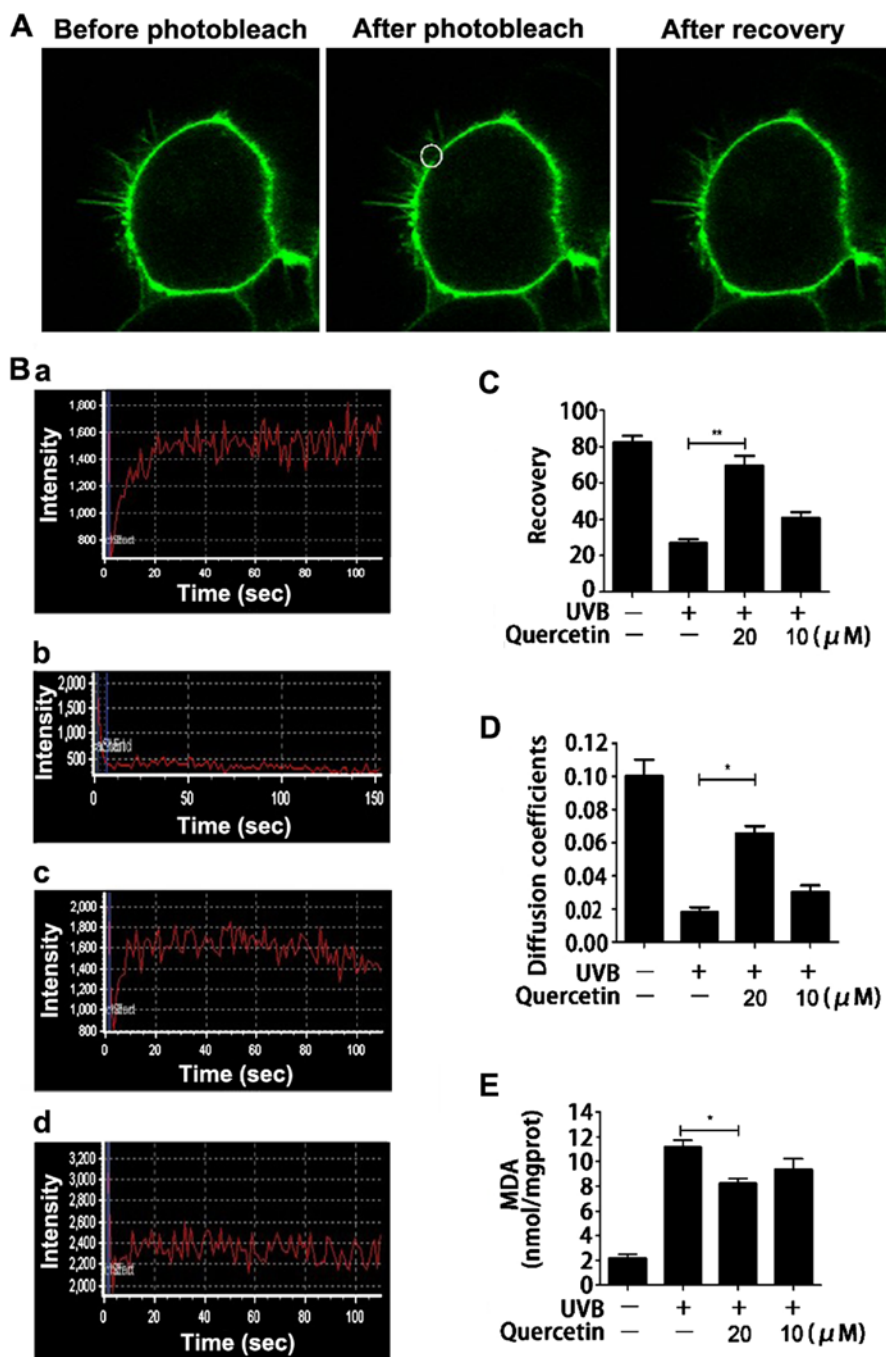 A
Before photobleach
After photobleach
After recovery
B
a
Intensity
1,800
1,600
1,400
1,200
1,000
800
0 20 40 60 80 100
Time (sec)
b
Intensity
2,000
1,500
1,000
500
0 50 100 150
Time (sec)
c
Intensity
2,000
1,800
1,600
1,400
1,200
1,000
800
0 20 40 60 80 100
Time (sec)
d
Intensity
3,200
3,000
2,800
2,600
2,400
2,200
2,000
0 20 40 60 80 100
Time (sec)
C
Recovery
100
80
60
40
20
0
**
UVB — + + +
Quercetin — — 20 10 (μM)
D
Diffusion coefficients
0.12
0.10
0.08
0.06
0.04
0.02
0.00
*
UVB — + + +
Quercetin — — 20 10 (μM)
E
MDA
(nmol/mgprot)
14
12
10
8
6
4
2
0
*
UVB — + + +
Quercetin — — 20 10 (μM)